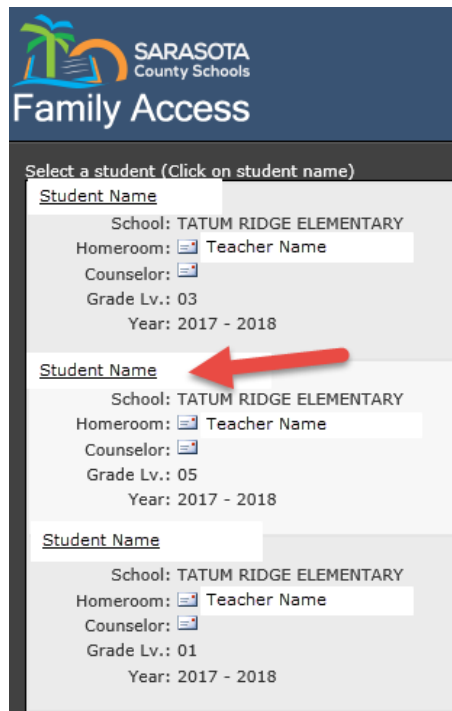 SARASOTA
County Schools
Family Access
Select a student (Click on student name)
Student Name
School: TATUM RIDGE ELEMENTARY
Homeroom: Teacher Name
Counselor:
Grade Lv.: 03
Year: 2017 - 2018
Student Name
School: TATUM RIDGE ELEMENTARY
Homeroom: Teacher Name
Counselor:
Grade Lv.: 05
Year: 2017 - 2018
Student Name
School: TATUM RIDGE ELEMENTARY
Homeroom: Teacher Name
Counselor:
Grade Lv.: 01
Year: 2017 - 2018